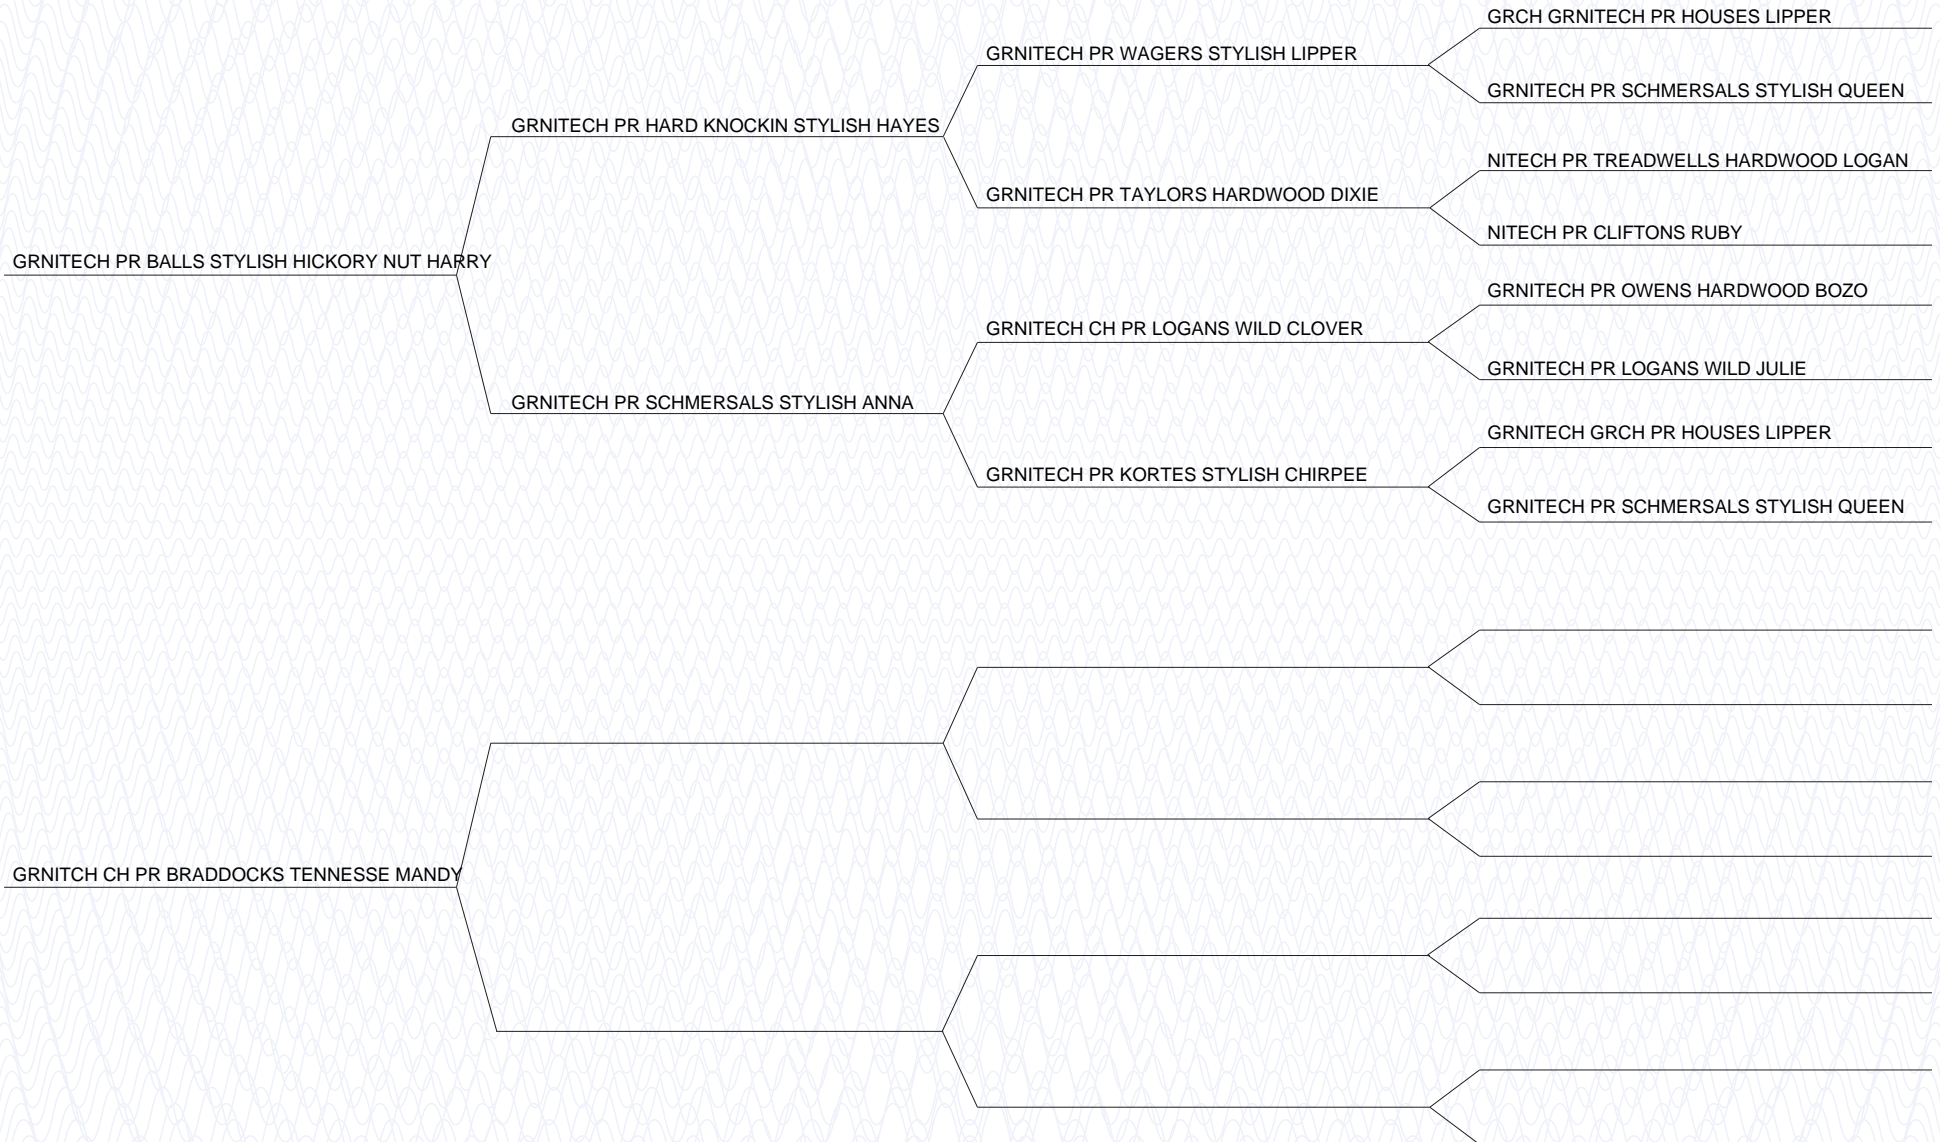 GRCH GRNITECH PR HOUSES LIPPER
GRNITECH PR WAGERS STYLISH LIPPER
GRNITECH PR SCHMERSALS STYLISH QUEEN
GRNITECH PR HARD KNOCKIN STYLISH HAYES
NITECH PR TREADWELLS HARDWOOD LOGAN
GRNITECH PR TAYLORS HARDWOOD DIXIE
NITECH PR CLIFTONS RUBY
GRNITECH PR BALLS STYLISH HICKORY NUT HARRY
GRNITECH PR OWENS HARDWOOD BOZO
GRNITECH CH PR LOGANS WILD CLOVER
GRNITECH PR LOGANS WILD JULIE
GRNITECH PR SCHMERSALS STYLISH ANNA
GRNITECH GRCH PR HOUSES LIPPER
GRNITECH PR KORTES STYLISH CHIRPEE
GRNITECH PR SCHMERSALS STYLISH QUEEN
GRNITCH CH PR BRADDOCKS TENNESSE MANDY